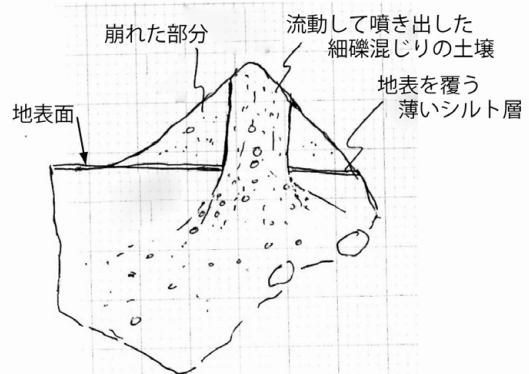 崩れた部分
流動して噴き出した
細礫混じりの土壌
地表を覆う
薄いシルト層
地表面